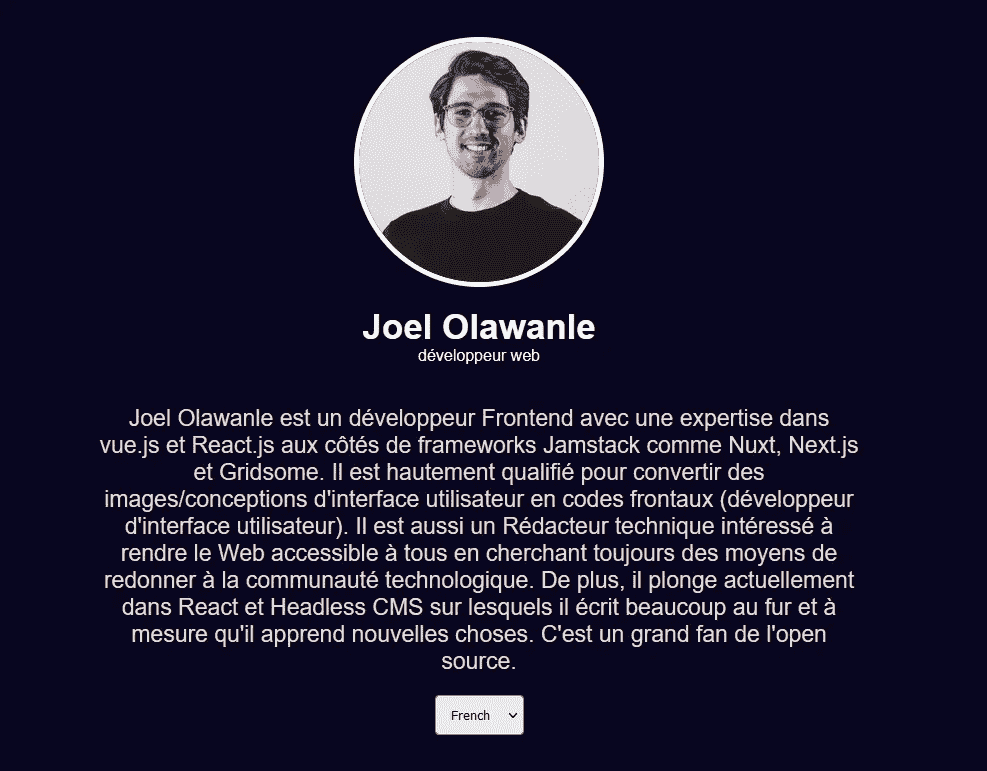 Joel Olawanle
développeur web
Joel Olawanle est un développeur Frontend avec une expertise dans
vue.js et React.js aux côtés de frameworks Jamstack comme Nuxt, Next.js
et Gridsome. Il est hautement qualifié pour convertir des
images/conceptions d'interface utilisateur en codes frontaux (développeur
d'interface utilisateur). Il est aussi un Rédacteur technique intéressé à
rendre le Web accessible à tous en cherchant toujours des moyens de
redonner à la communauté technologique. De plus, il plonge actuellement
dans React et Headless CMS sur lesquels il écrit beaucoup au fur et à
mesure qu'il apprend nouvelles choses. C'est un grand fan de l'open
source.
French